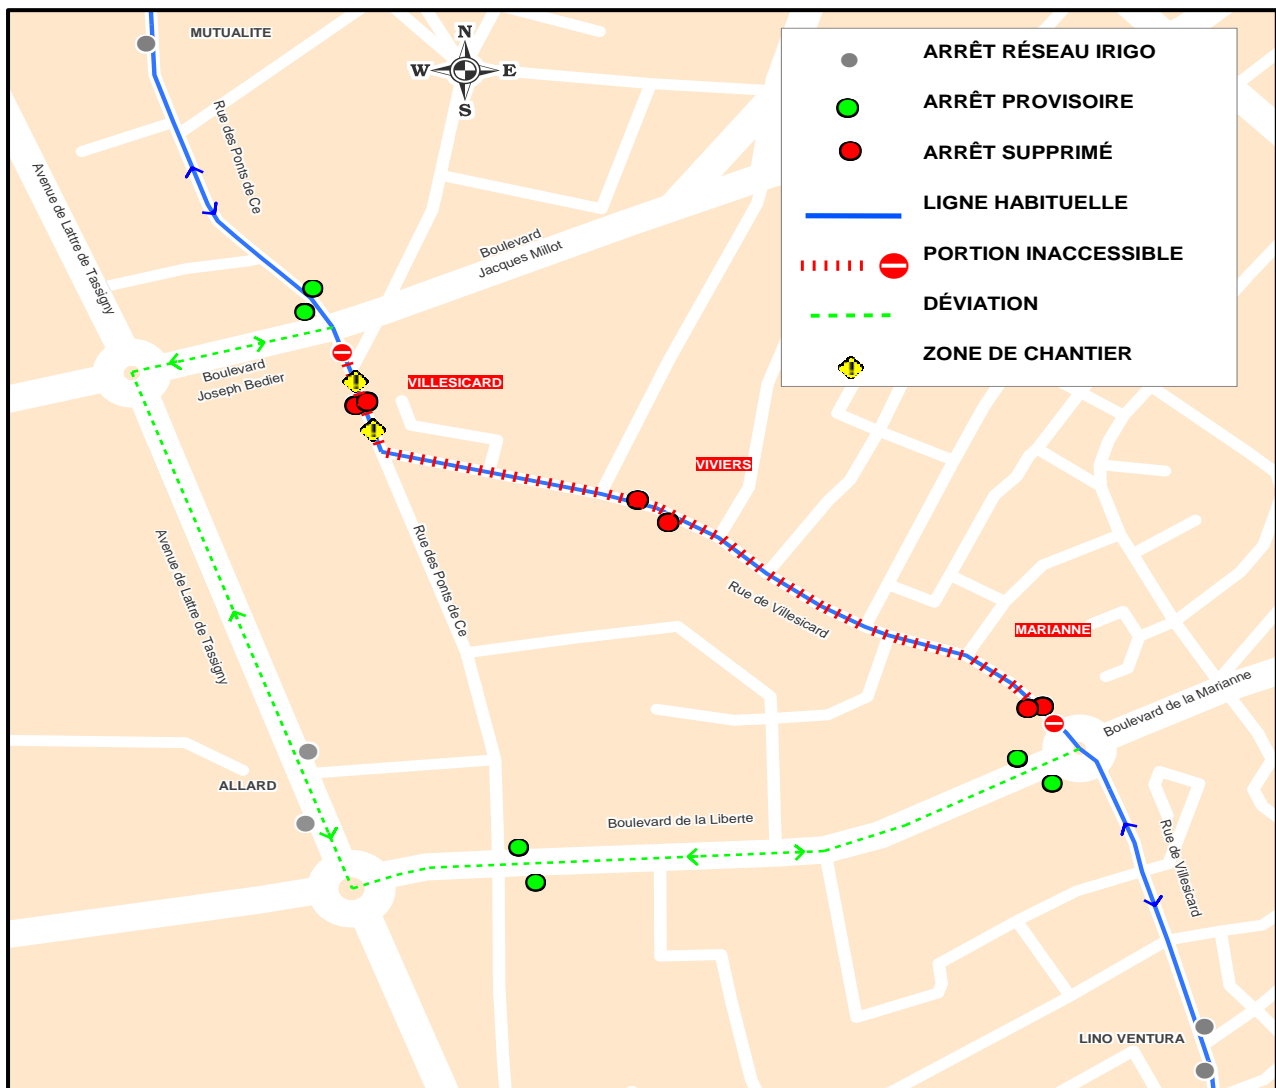 MUTUALITE
N
W
E
S
ARRÊT RÉSEAU IRIGO
ARRÊT PROVISOIRE
ARRÊT SUPPRIMÉ
LIGNE HABITUELLE
PORTION INACCESSIBLE
DÉVIATION
ZONE DE CHANTIER
Rue des Ponts de Ce
Avenue de Lattre de Tassigny
Boulevard
Jacques Millot
Boulevard
Joseph Bedier
VILLESICARD
VIVIERS
Rue des Ponts de Ce
Avenue de Lattre de Tassigny
Rue de Villesicard
MARIANNE
Boulevard de la Marianne
ALLARD
Boulevard de la Liberte
Rue de Villesicard
LINO VENTURA